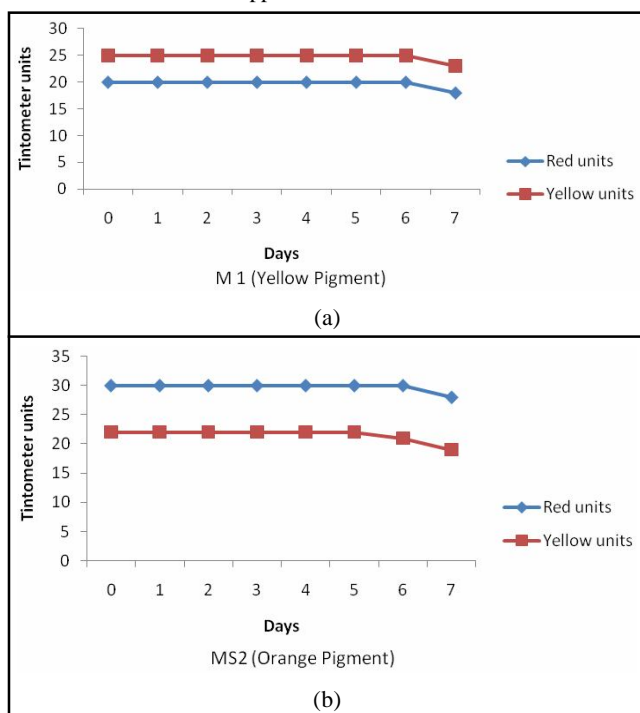 30
25
20
15
10
5
0
Tintometer units
0 1 2 3 4 5 6 7
Days
M 1 (Yellow Pigment)
Red units
Yellow units
(a)
35
30
25
20
15
10
5
0
Tintometer units
0 1 2 3 4 5 6 7
Days
MS2 (Orange Pigment)
Red units
Yellow units
(b)